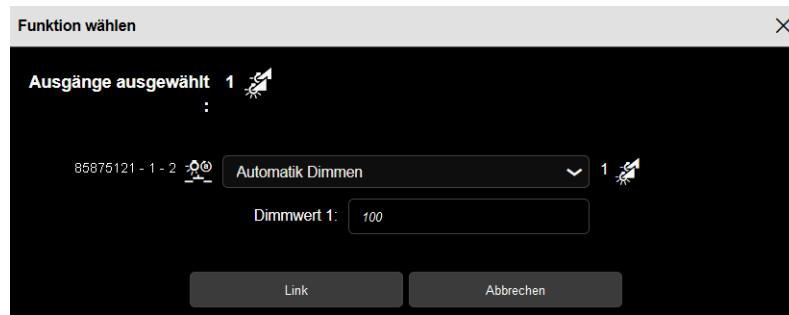 Funktion wählen
Ausgänge ausgewählt 1
:
85875121 - 1 - 2 Automatik Dimmen 1
Dimmwert 1: 100
Link Abbrechen